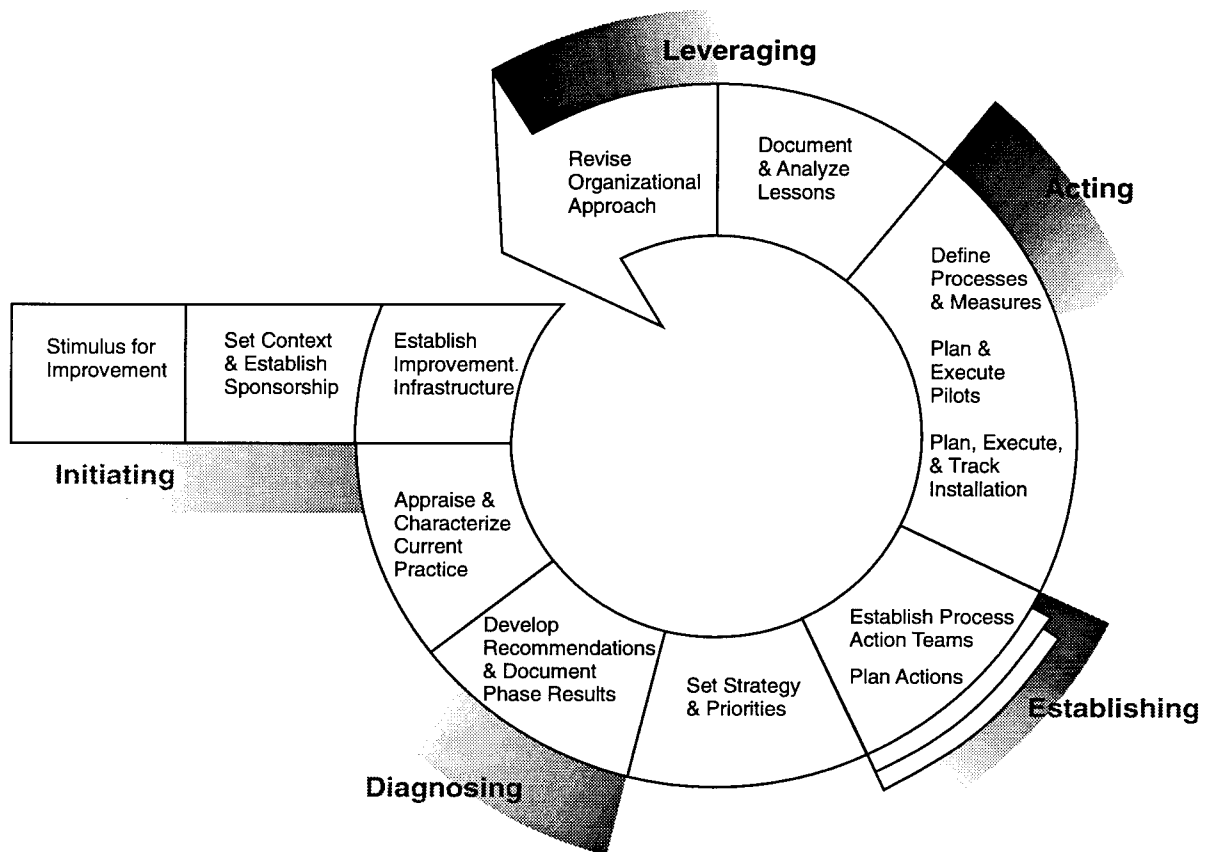 Leveraging
Revise
Organizational
Approach
Document
& Analyze
Lessons
Acting
Define
Processes
& Measures
Plan &
Execute
Pilots
Plan, Execute,
& Track
Installation
Stimulus for
Improvement
Set Context
& Establish
Sponsorship
Establish
Improvement.
Infrastructure
Initiating
Appraise &
Characterize
Current
Practice
Develop
Recommendations
& Document
Phase Results
Set Strategy
& Priorities
Establish Process
Action Teams
Plan Actions
Establishing
Diagnosing